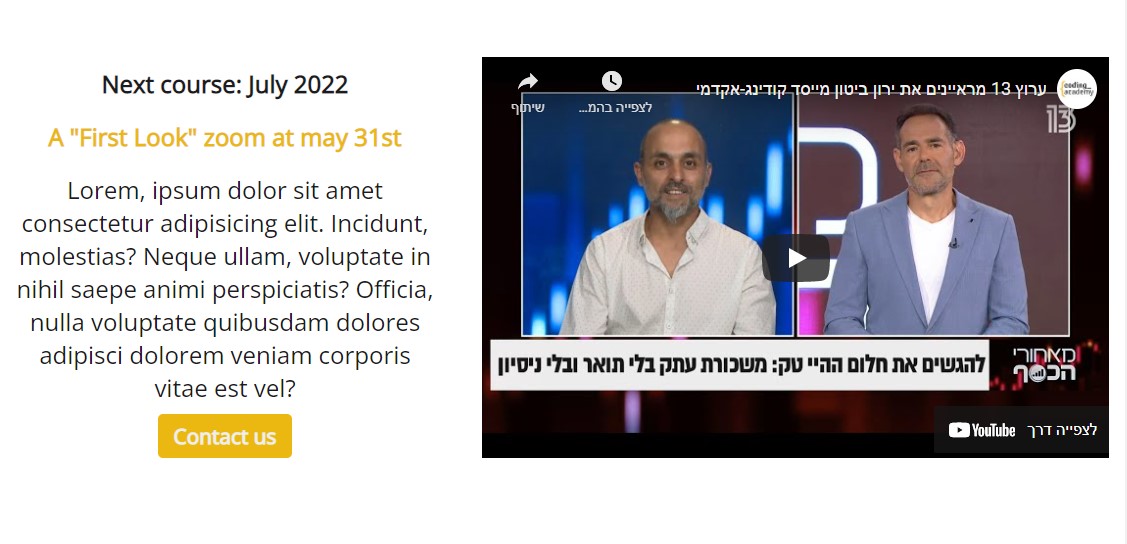 Next course: July 2022
A "First Look" zoom at may 31st
Lorem, ipsum dolor sit amet
consectetur adipisicing elit. Incidunt,
molestias? Neque ullam, voluptate in
nihil saepe animi perspiciatis? Officia,
nulla voluptate quibusdam dolores
adipisci dolorem veniam corporis
vitae est vel?
Contact us
ערוץ 13 מראיינים את ירון ביטון מייסד קודינג-אקדמי
coding_
academy
שיתוף
לצפייה בהמ...
13
להגשים את חלום ההיי טק: משכורת עתק בלי תואר ובלי ניסיון
מאחורי
הכסף
לצפייה דרך YouTube